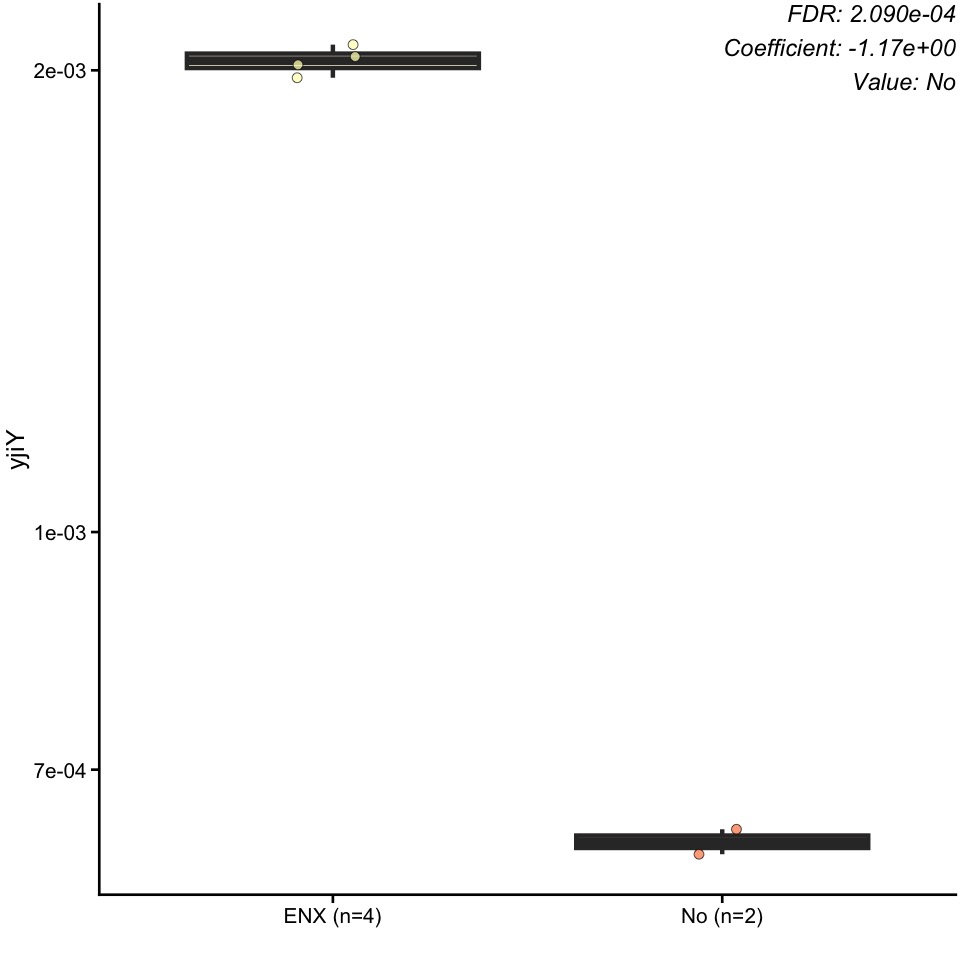 FDR: 2.090e-04
Coefficient: -1.17e+00
Value: No
2e-03
1e-03
7e-04
yjiY
ENX (n=4)
No (n=2)